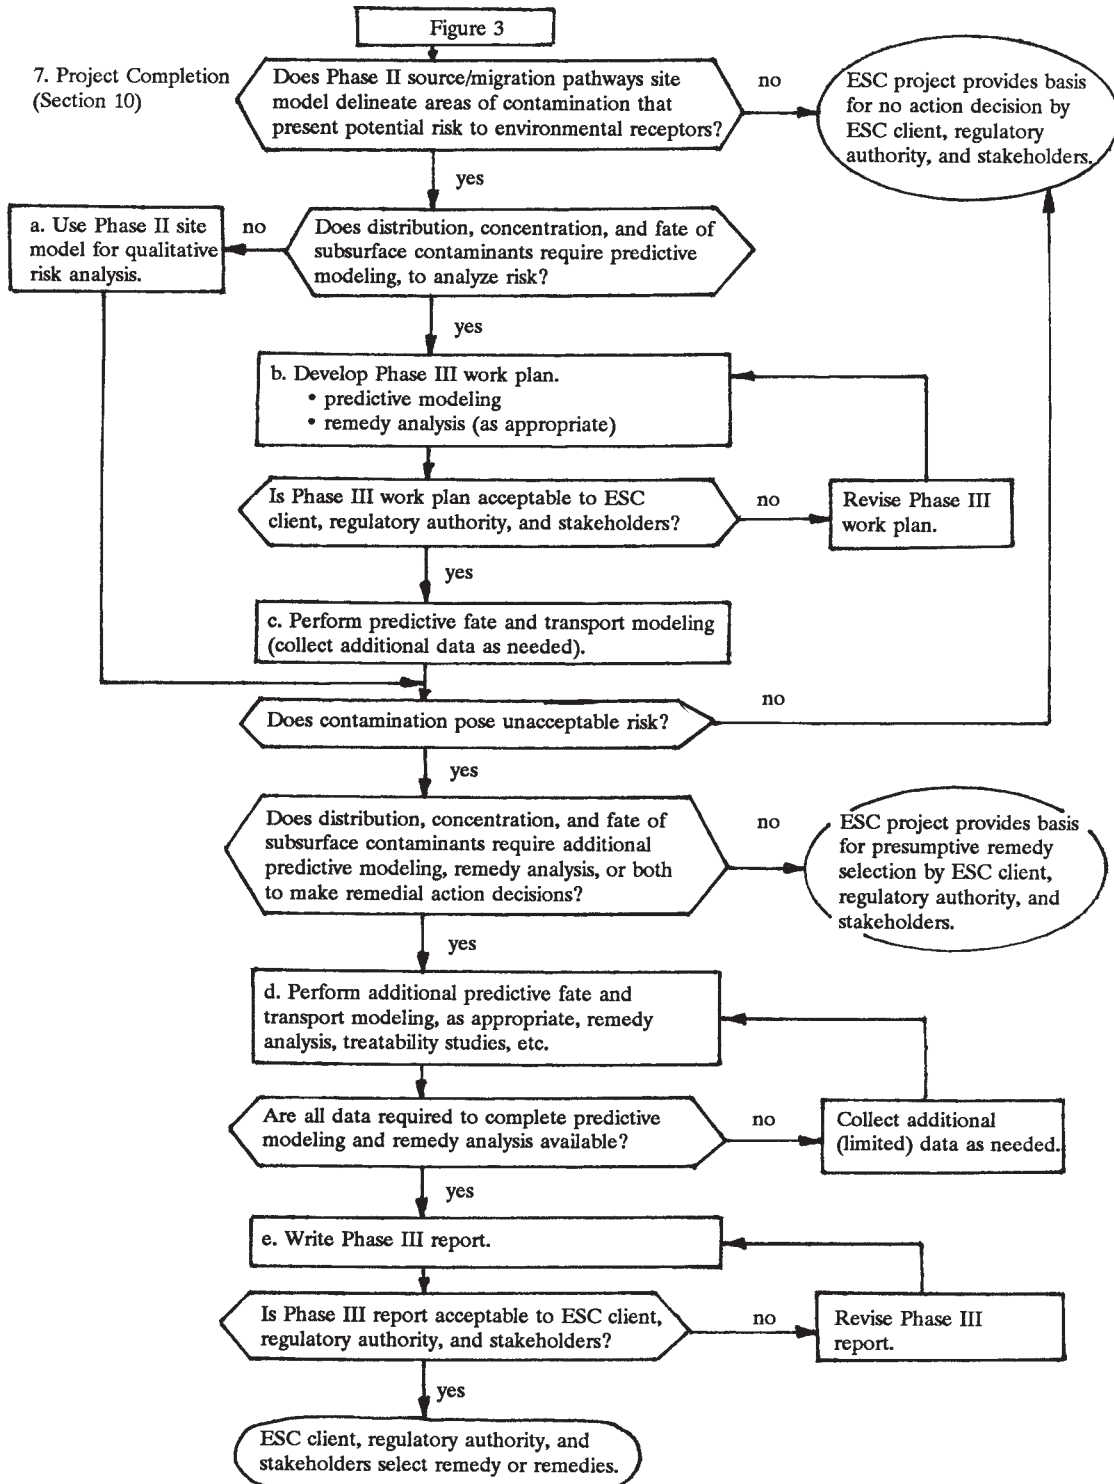 Figure 3
7. Project Completion
(Section 10)
Does Phase II source/migration pathways site
model delineate areas of contamination that
present potential risk to environmental receptors?
no
ESC project provides basis
for no action decision by
ESC client, regulatory
authority, and stakeholders.
yes
a. Use Phase II site
model for qualitative
risk analysis.
no
Does distribution, concentration, and fate of
subsurface contaminants require predictive
modeling, to analyze risk?
yes
b. Develop Phase III work plan.
• predictive modeling
• remedy analysis (as appropriate)
Is Phase III work plan acceptable to ESC
client, regulatory authority, and stakeholders?
no
Revise Phase III
work plan.
yes
c. Perform predictive fate and transport modeling
(collect additional data as needed).
Does contamination pose unacceptable risk?
no
yes
Does distribution, concentration, and fate of
subsurface contaminants require additional
predictive modeling, remedy analysis, or both
to make remedial action decisions?
no
ESC project provides basis
for presumptive remedy
selection by ESC client,
regulatory authority, and
stakeholders.
yes
d. Perform additional predictive fate and
transport modeling, as appropriate, remedy
analysis, treatability studies, etc.
Are all data required to complete predictive
modeling and remedy analysis available?
no
Collect additional
(limited) data as needed.
yes
e. Write Phase III report.
Is Phase III report acceptable to ESC client,
regulatory authority, and stakeholders?
no
Revise Phase III
report.
yes
ESC client, regulatory authority, and
stakeholders select remedy or remedies.